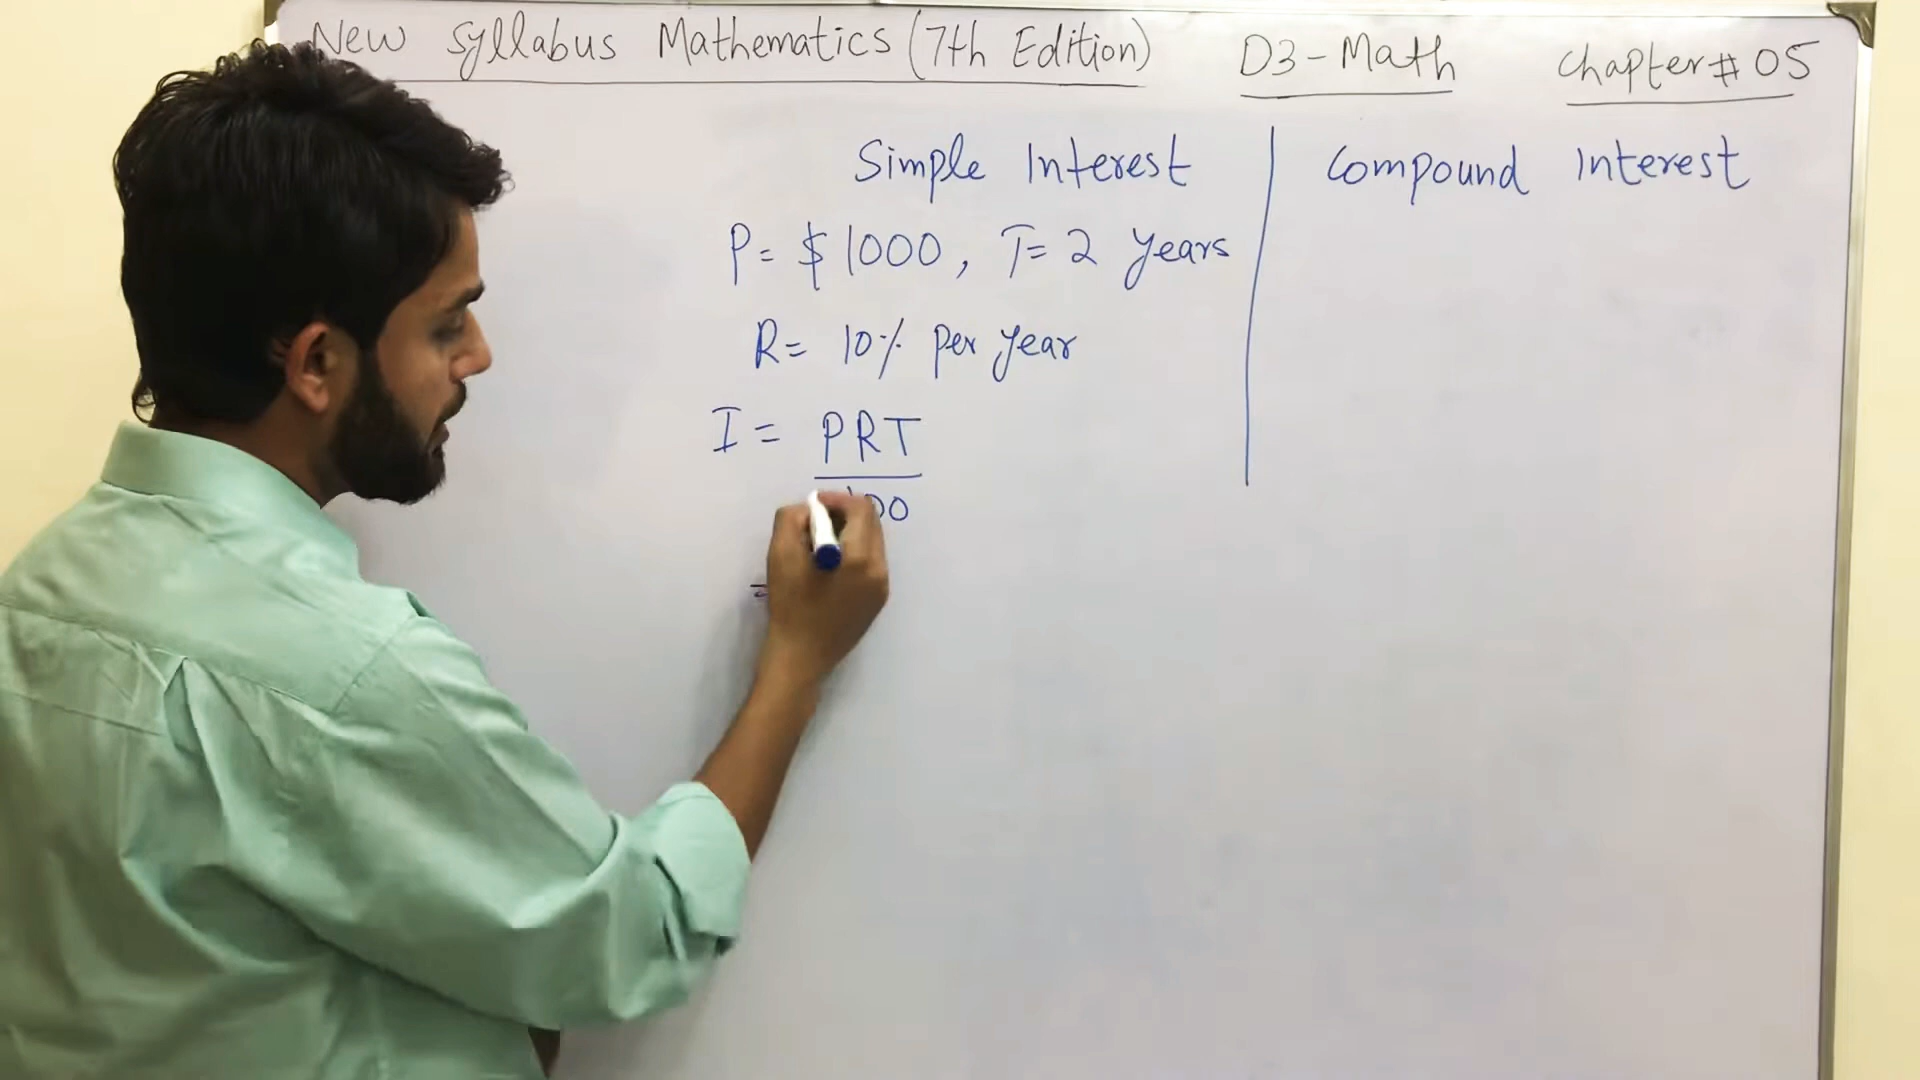 New Syllabus Mathematics (7th Edition) D3-Math Chapter # 05
Simple Interest
P= $ 1000, T= 2 years
R= 10% per year
I = PRT
100
=
Compound Interest